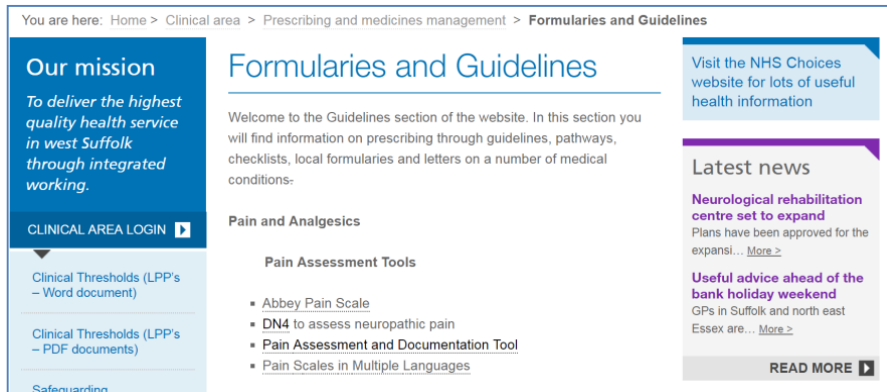 You are here: Home > Clinical area > Prescribing and medicines management > Formularies and Guidelines
Our mission
To deliver the highest
quality health service
in west Suffolk
through integrated
working.
CLINICAL AREA LOGIN
Clinical Thresholds (LPP's
– Word document)
Clinical Thresholds (LPP's
– PDF documents)
Safeguarding
Formularies and Guidelines
Welcome to the Guidelines section of the website. In this section you
will find information on prescribing through guidelines, pathways,
checklists, local formularies and letters on a number of medical
conditions.
Pain and Analgesics
Pain Assessment Tools
▪ Abbey Pain Scale
▪ DN4 to assess neuropathic pain
▪ Pain Assessment and Documentation Tool
▪ Pain Scales in Multiple Languages
Visit the NHS Choices
website for lots of useful
health information
Latest news
Neurological rehabilitation
centre set to expand
Plans have been approved for the
expansi... More >
Useful advice ahead of the
bank holiday weekend
GPs in Suffolk and north east
Essex are... More >
READ MORE